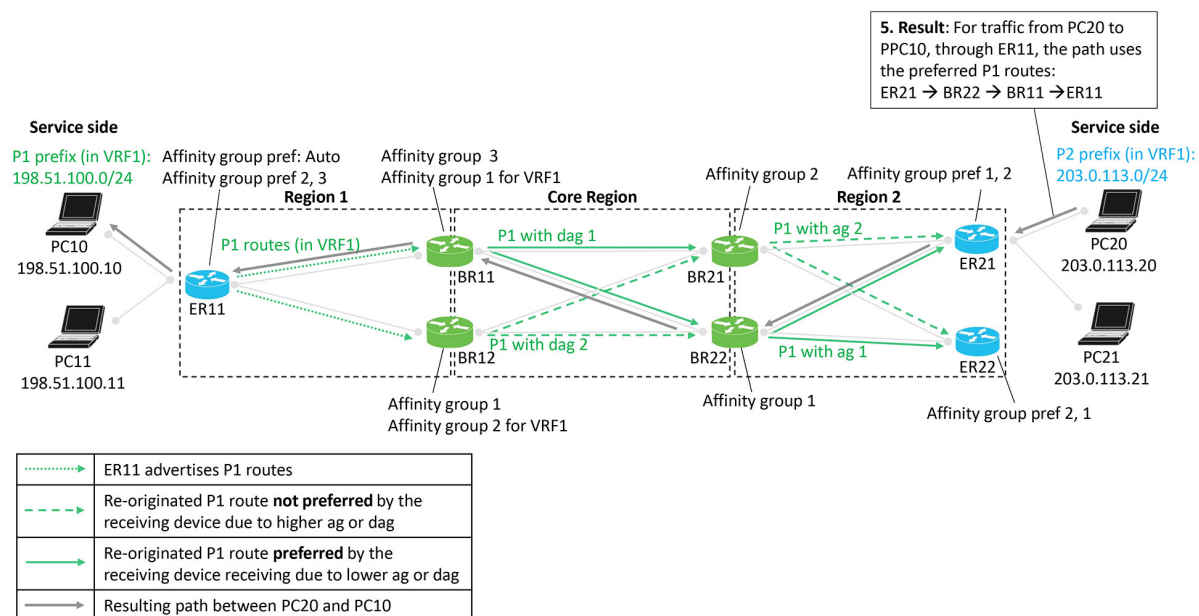 5. Result: For traffic from PC20 to
PPC10, through ER11, the path uses
the preferred P1 routes:
ER21 → BR22 → BR11 →ER11
Service side
P1 prefix (in VRF1):
198.51.100.0/24
Affinity group pref: Auto
Affinity group pref 2, 3
Affinity group 3
Affinity group 1 for VRF1
Affinity group 2
Affinity group pref 1, 2
Service side
P2 prefix (in VRF1):
203.0.113.0/24
Region 1
Core Region
Region 2
PC10
198.51.100.10
P1 routes (in VRF1)
P1 with dag 1
P1 with ag 2
PC20
203.0.113.20
ER11
BR11
BR21
ER21
PC11
198.51.100.11
BR12
P1 with dag 2
BR22
P1 with ag 1
ER22
PC21
203.0.113.21
Affinity group 1
Affinity group 2 for VRF1
Affinity group 1
Affinity group pref 2, 1
ER11 advertises P1 routes
Re-originated P1 route not preferred by the
receiving device due to higher ag or dag
Re-originated P1 route preferred by the
receiving device receiving due to lower ag or dag
Resulting path between PC20 and PC10